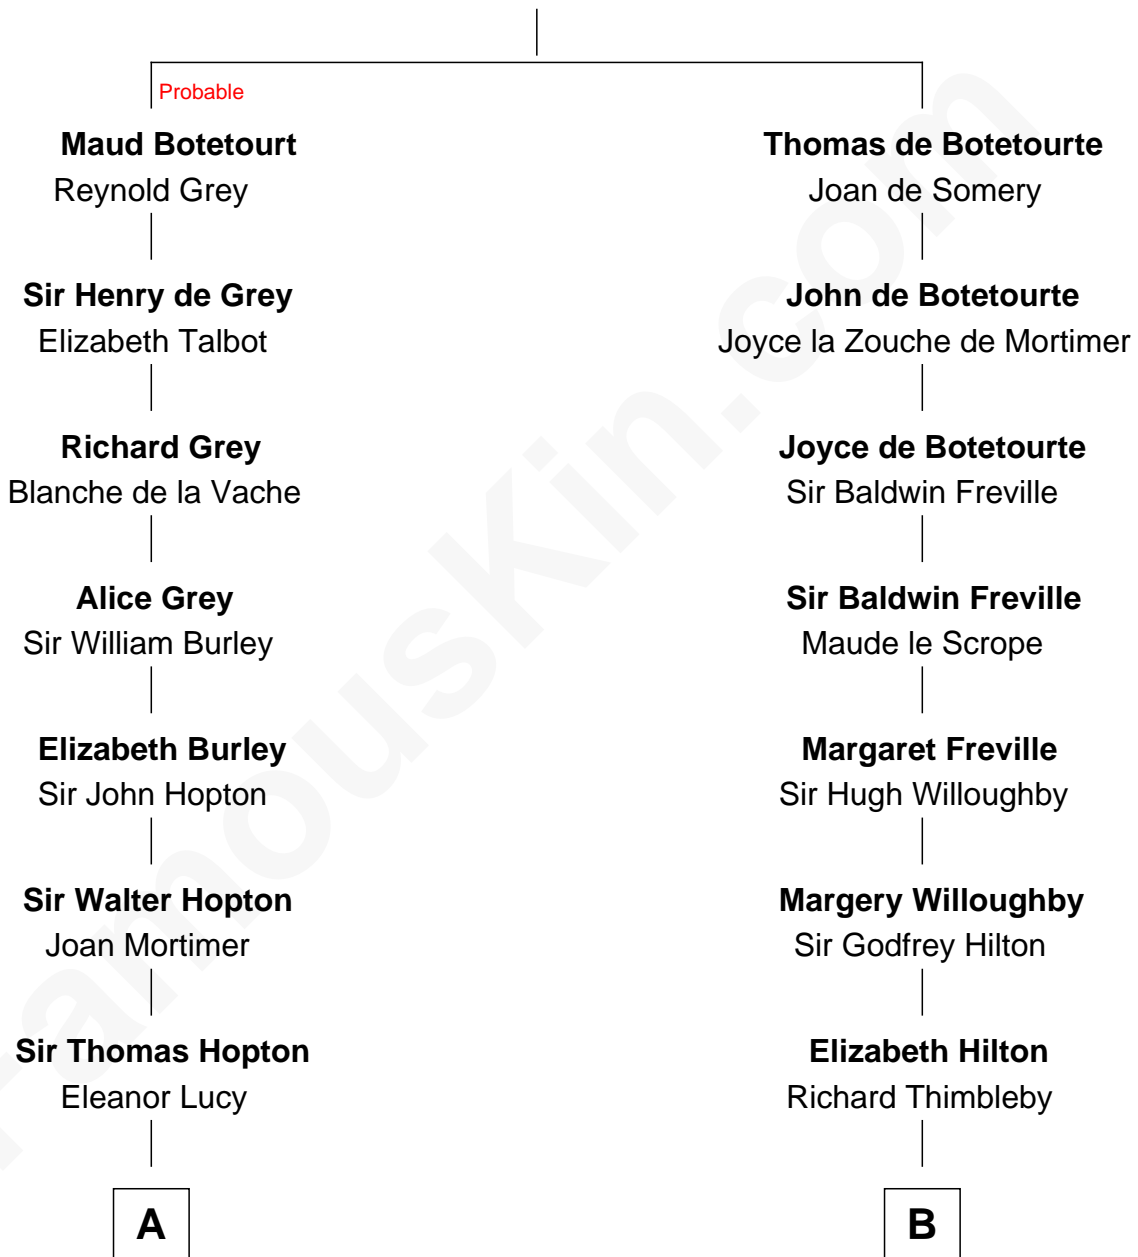 Probable
Maud Botetourt
Reynold Grey
Thomas de Botetourte
Joan de Somery
Sir Henry de Grey
Elizabeth Talbot
John de Botetourte
Joyce la Zouche de Mortimer
Richard Grey
Blanche de la Vache
Joyce de Botetourte
Sir Baldwin Freville
Alice Grey
Sir William Burley
Sir Baldwin Freville
Maude le Scrope
Elizabeth Burley
Sir John Hopton
Margaret Freville
Sir Hugh Willoughby
Sir Walter Hopton
Joan Mortimer
Margery Willoughby
Sir Godfrey Hilton
Sir Thomas Hopton
Eleanor Lucy
Elizabeth Hilton
Richard Thimbleby
A
B
FamousKin.com